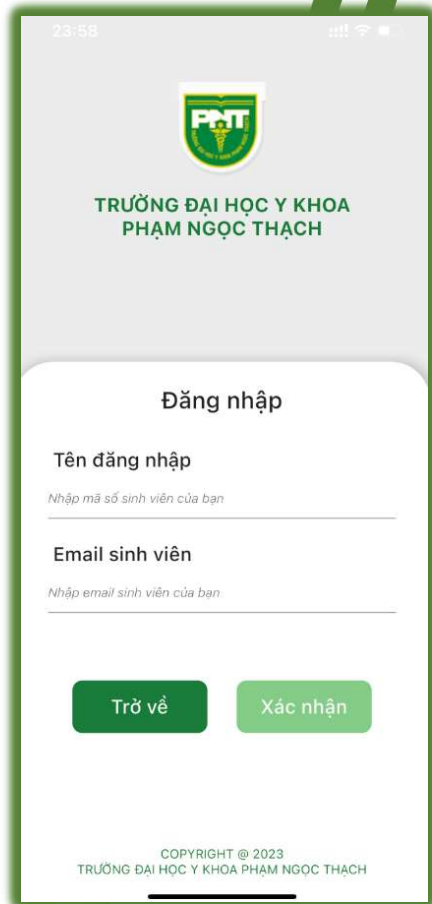 23:58
PNT
TRƯỜNG ĐẠI HỌC Y KHOA
PHẠM NGỌC THẠCH
Đăng nhập
Tên đăng nhập
Nhập mã số sinh viên của bạn
Email sinh viên
Nhập email sinh viên của bạn
Trở về
Xác nhận
COPYRIGHT @ 2023
TRƯỜNG ĐẠI HỌC Y KHOA PHẠM NGỌC THẠCH